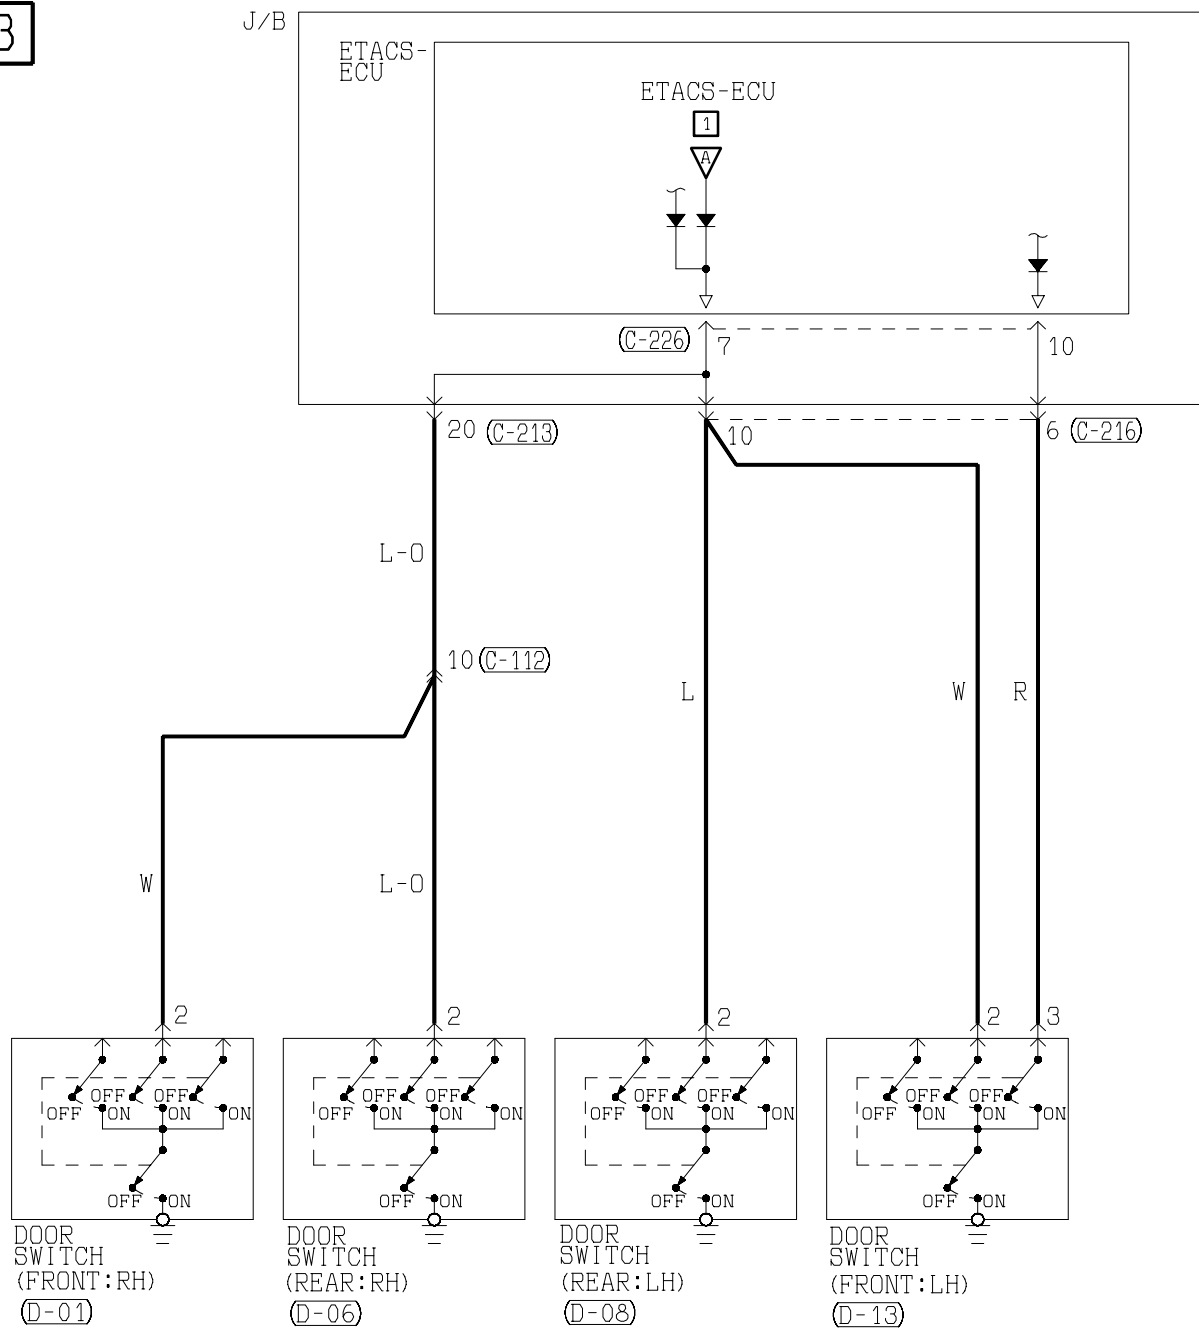 B
J/B
ETACS-
ECU
ETACS-ECU
1
A
C-226
7
10
20
C-213
10
6
C-216
L-O
10
C-112
L
W
R
W
L-O
2
2
2
2
3
OFF
OFF
OFF
ON
ON
ON
OFF
ON
OFF
OFF
OFF
ON
ON
ON
OFF
ON
OFF
OFF
OFF
ON
ON
ON
OFF
ON
OFF
OFF
OFF
ON
ON
ON
OFF
ON
DOOR
SWITCH
(FRONT:RH)
D-01
DOOR
SWITCH
(REAR:RH)
D-06
DOOR
SWITCH
(REAR:LH)
D-08
DOOR
SWITCH
(FRONT:LH)
D-13